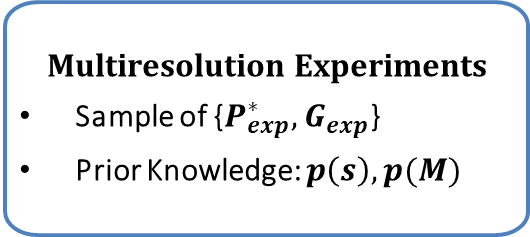 Multiresolution Experiments
• Sample of {P*exp, Gexp}
• Prior Knowledge: p(s), p(M)